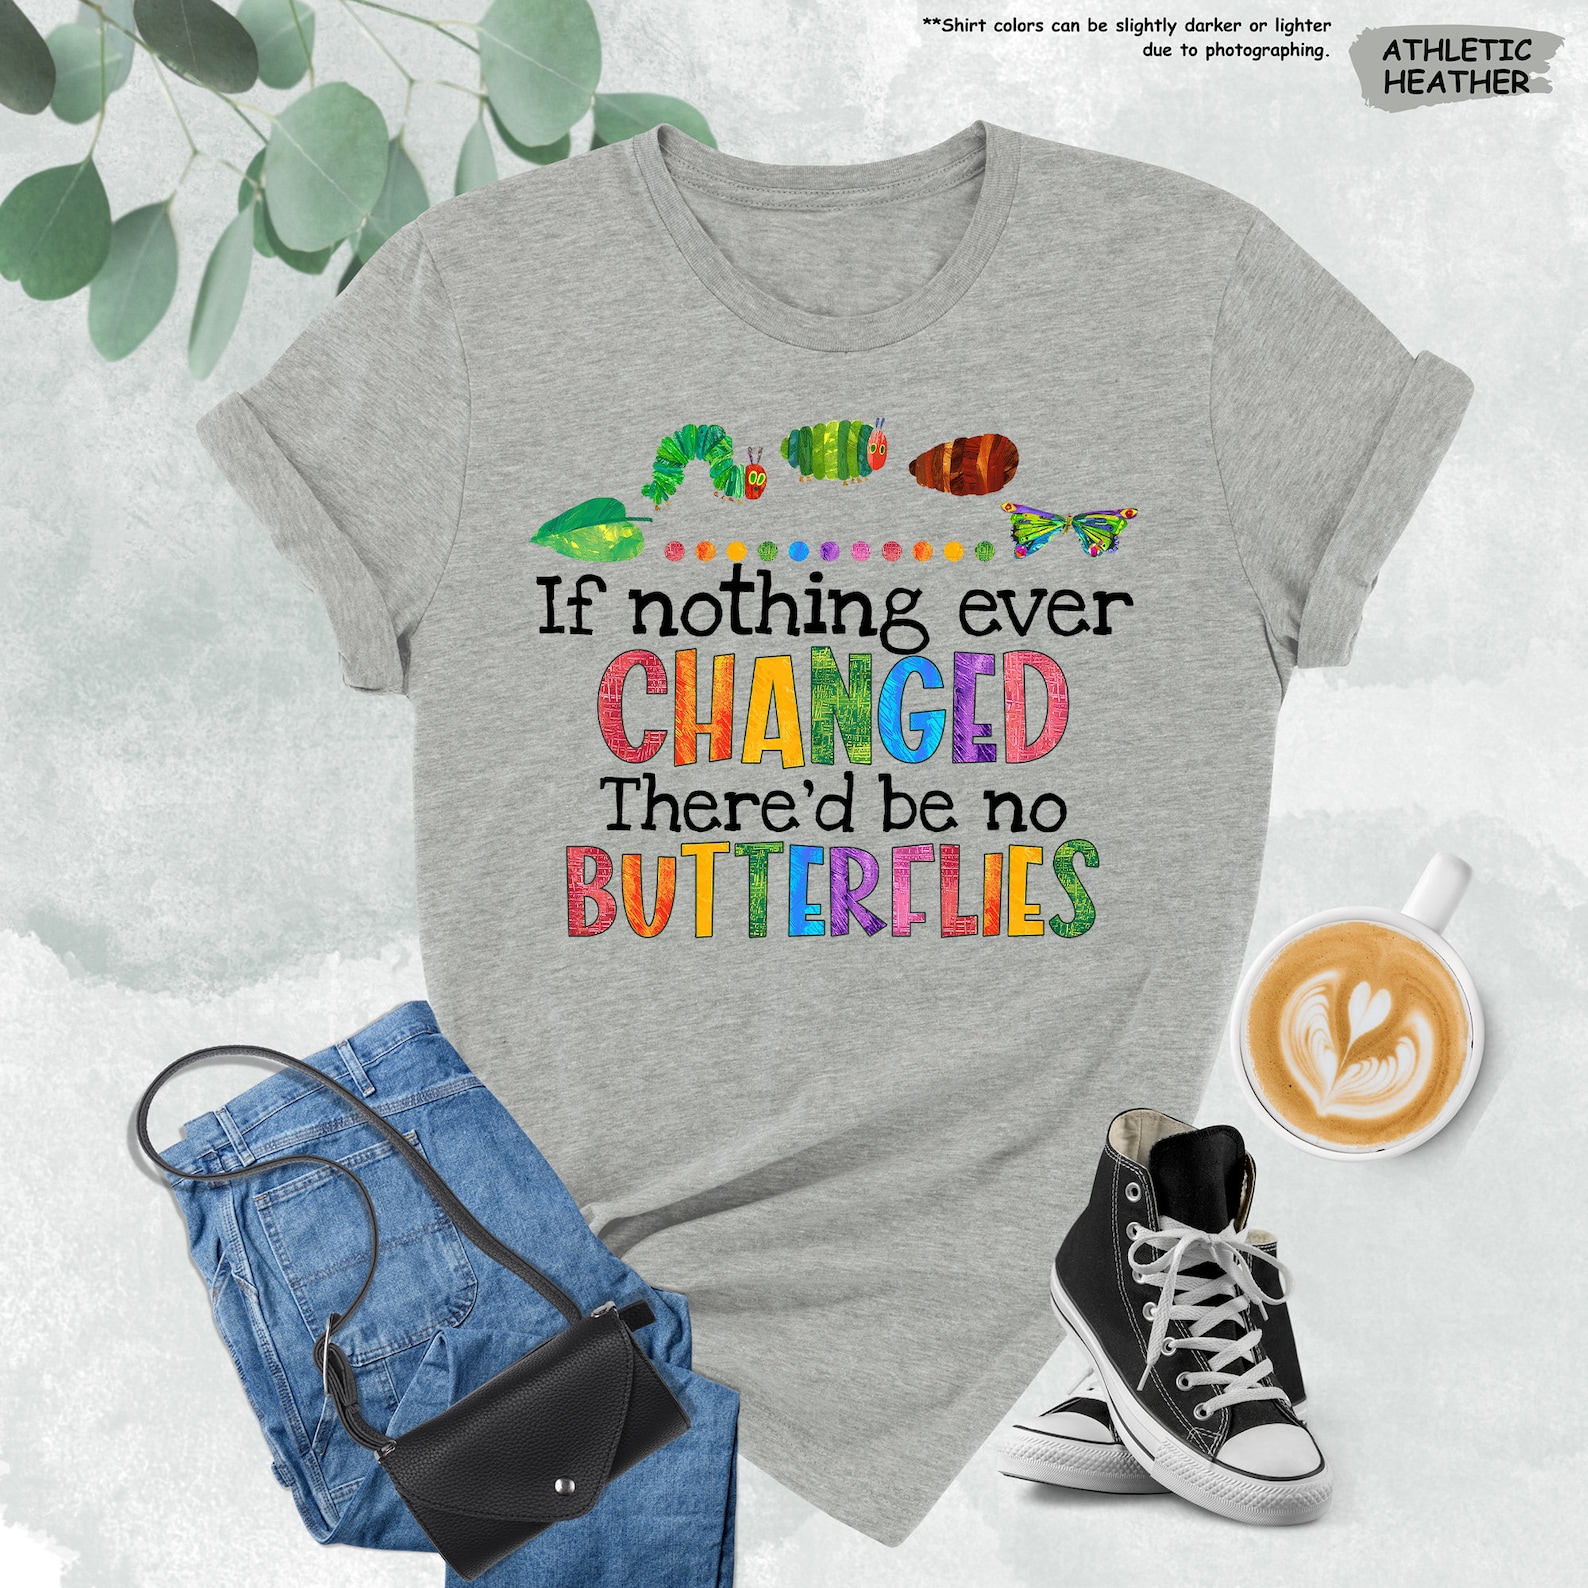 **Shirt colors can be slightly darker or lighter
due to photographing.
ATHLETIC
HEATHER
If nothing ever
CHANGED
There'd be no
BUTTERFLIES